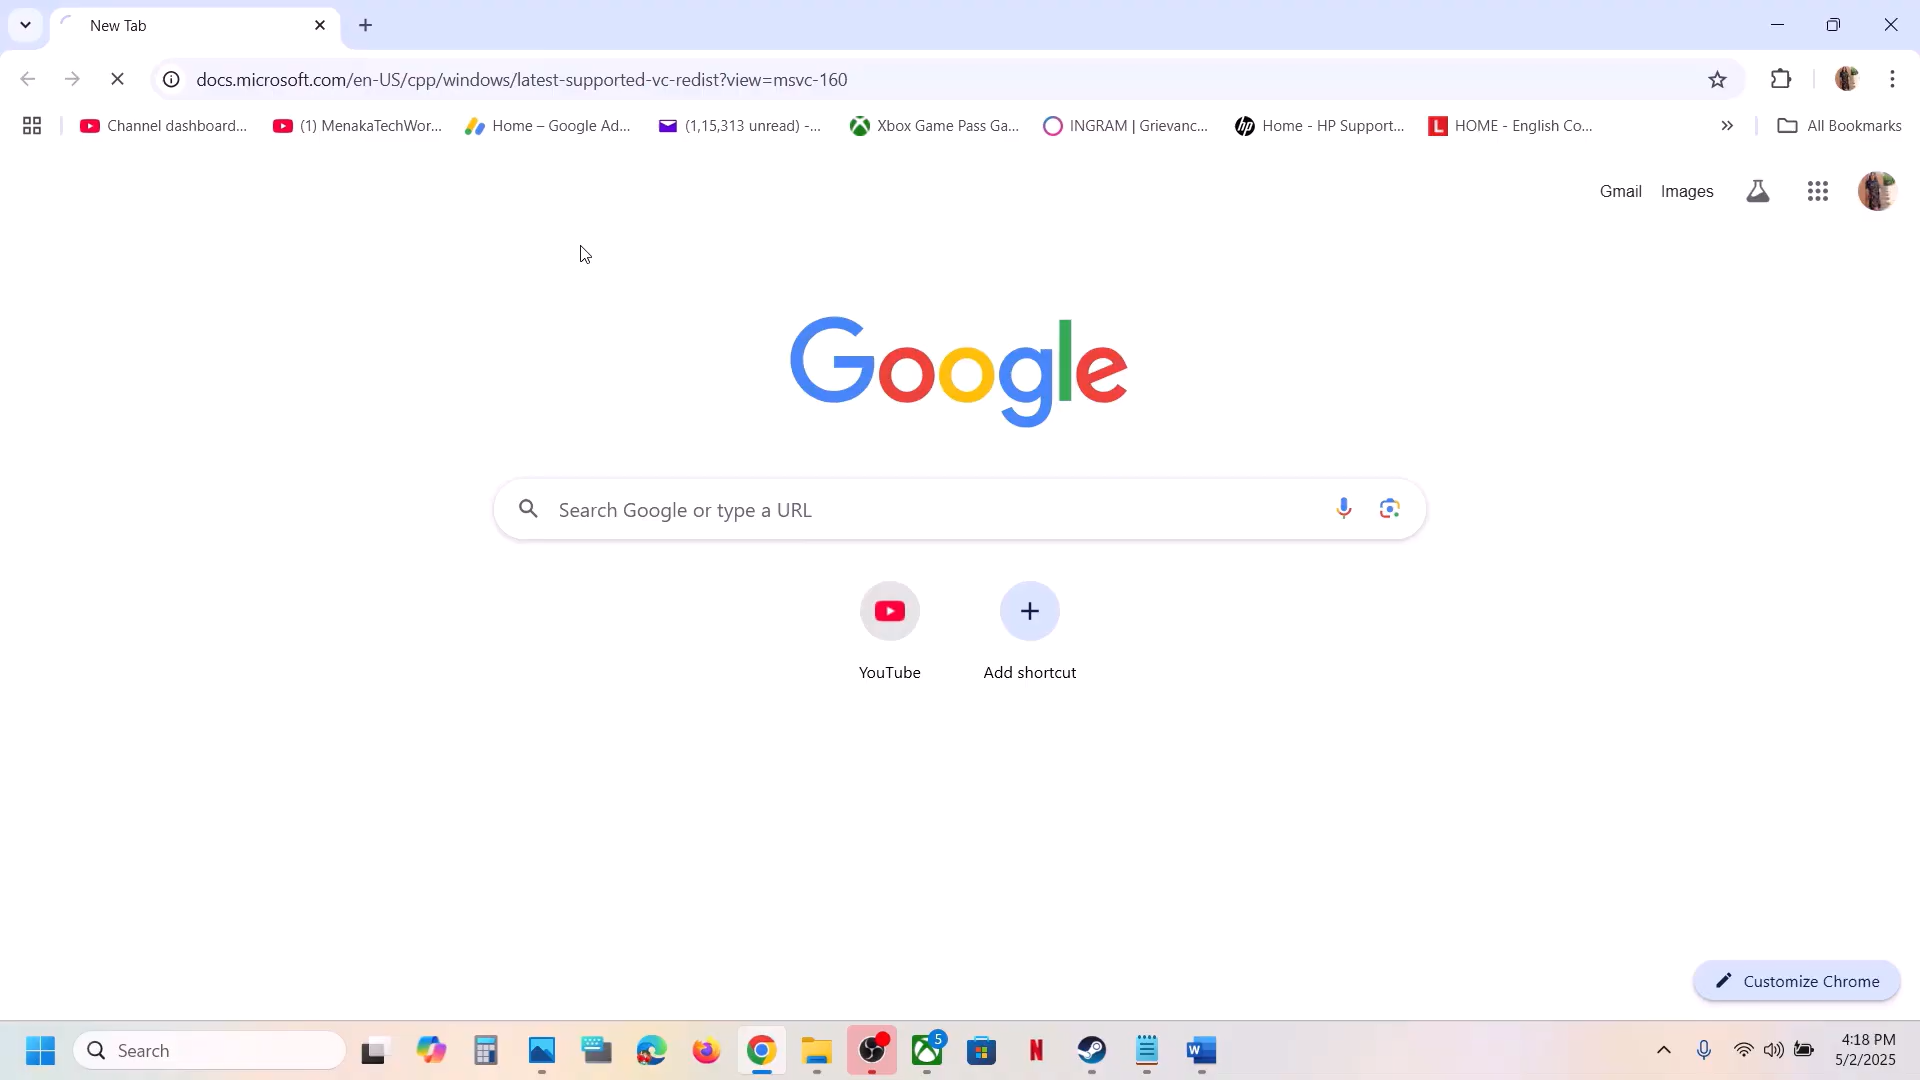 New Tab
docs.microsoft.com/en-US/cpp/windows/latest-supported-vc-redist?view=msvc-160
Channel dashboard...
(1) MenakaTechWor...
Home – Google Ad...
(1,15,313 unread) -...
Xbox Game Pass Ga...
INGRAM | Grievanc...
hp
Home - HP Support...
L
HOME - English Co...
All Bookmarks
Gmail
Images
Google
Search Google or type a URL
YouTube
Add shortcut
Customize Chrome
Search
5
N
W
4:18 PM
5/2/2025